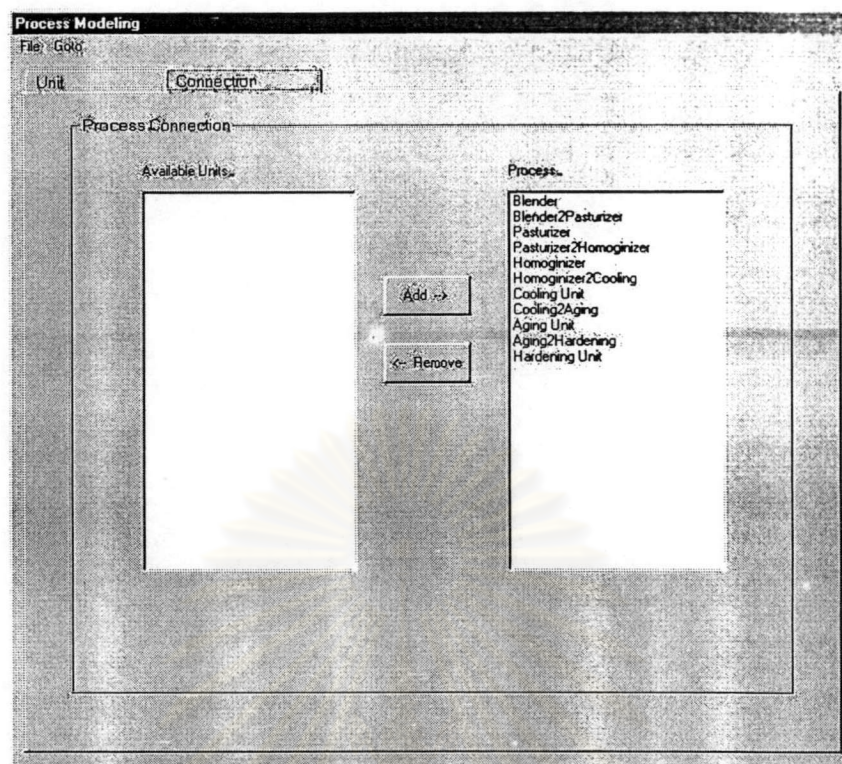 Process Modeling
File Goto
Unit Connection
Process Connection
Available Units..
Process..
Blender
Blender2Pasturizer
Pasturizer
Pasturizer2Homoginizer
Homoginizer
Homoginizer2Cooling
Cooling Unit
Cooling2Aging
Aging Unit
Aging2Hardening
Hardening Unit
Add -->
<-- Remove